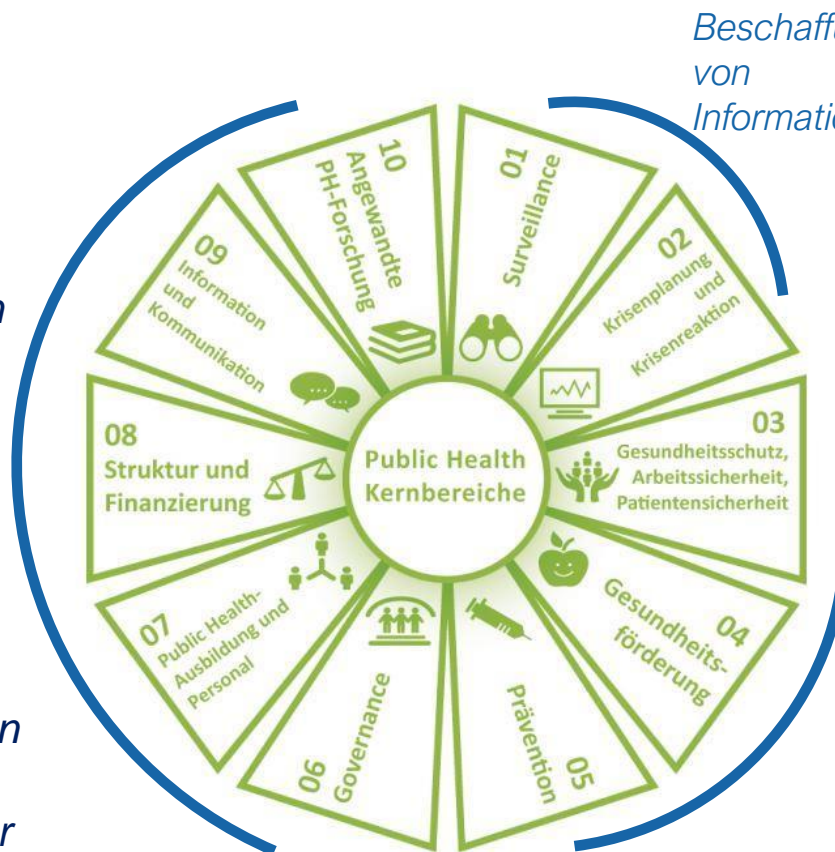 von
Public Health
Kernbereiche
01
Surveillance
02
Krisenplanung
und
Krisenreaktion
03
Gesundheitsschutz,
Arbeitssicherheit,
Patientensicherheit
04
Gesundheits-
förderung
05
Prävention
06
Governance
07
Public Health-
Ausbildung und
Personal
08
Struktur und
Finanzierung
09
Information
und
Kommunikation
10
Angewandte
PH-Forschung